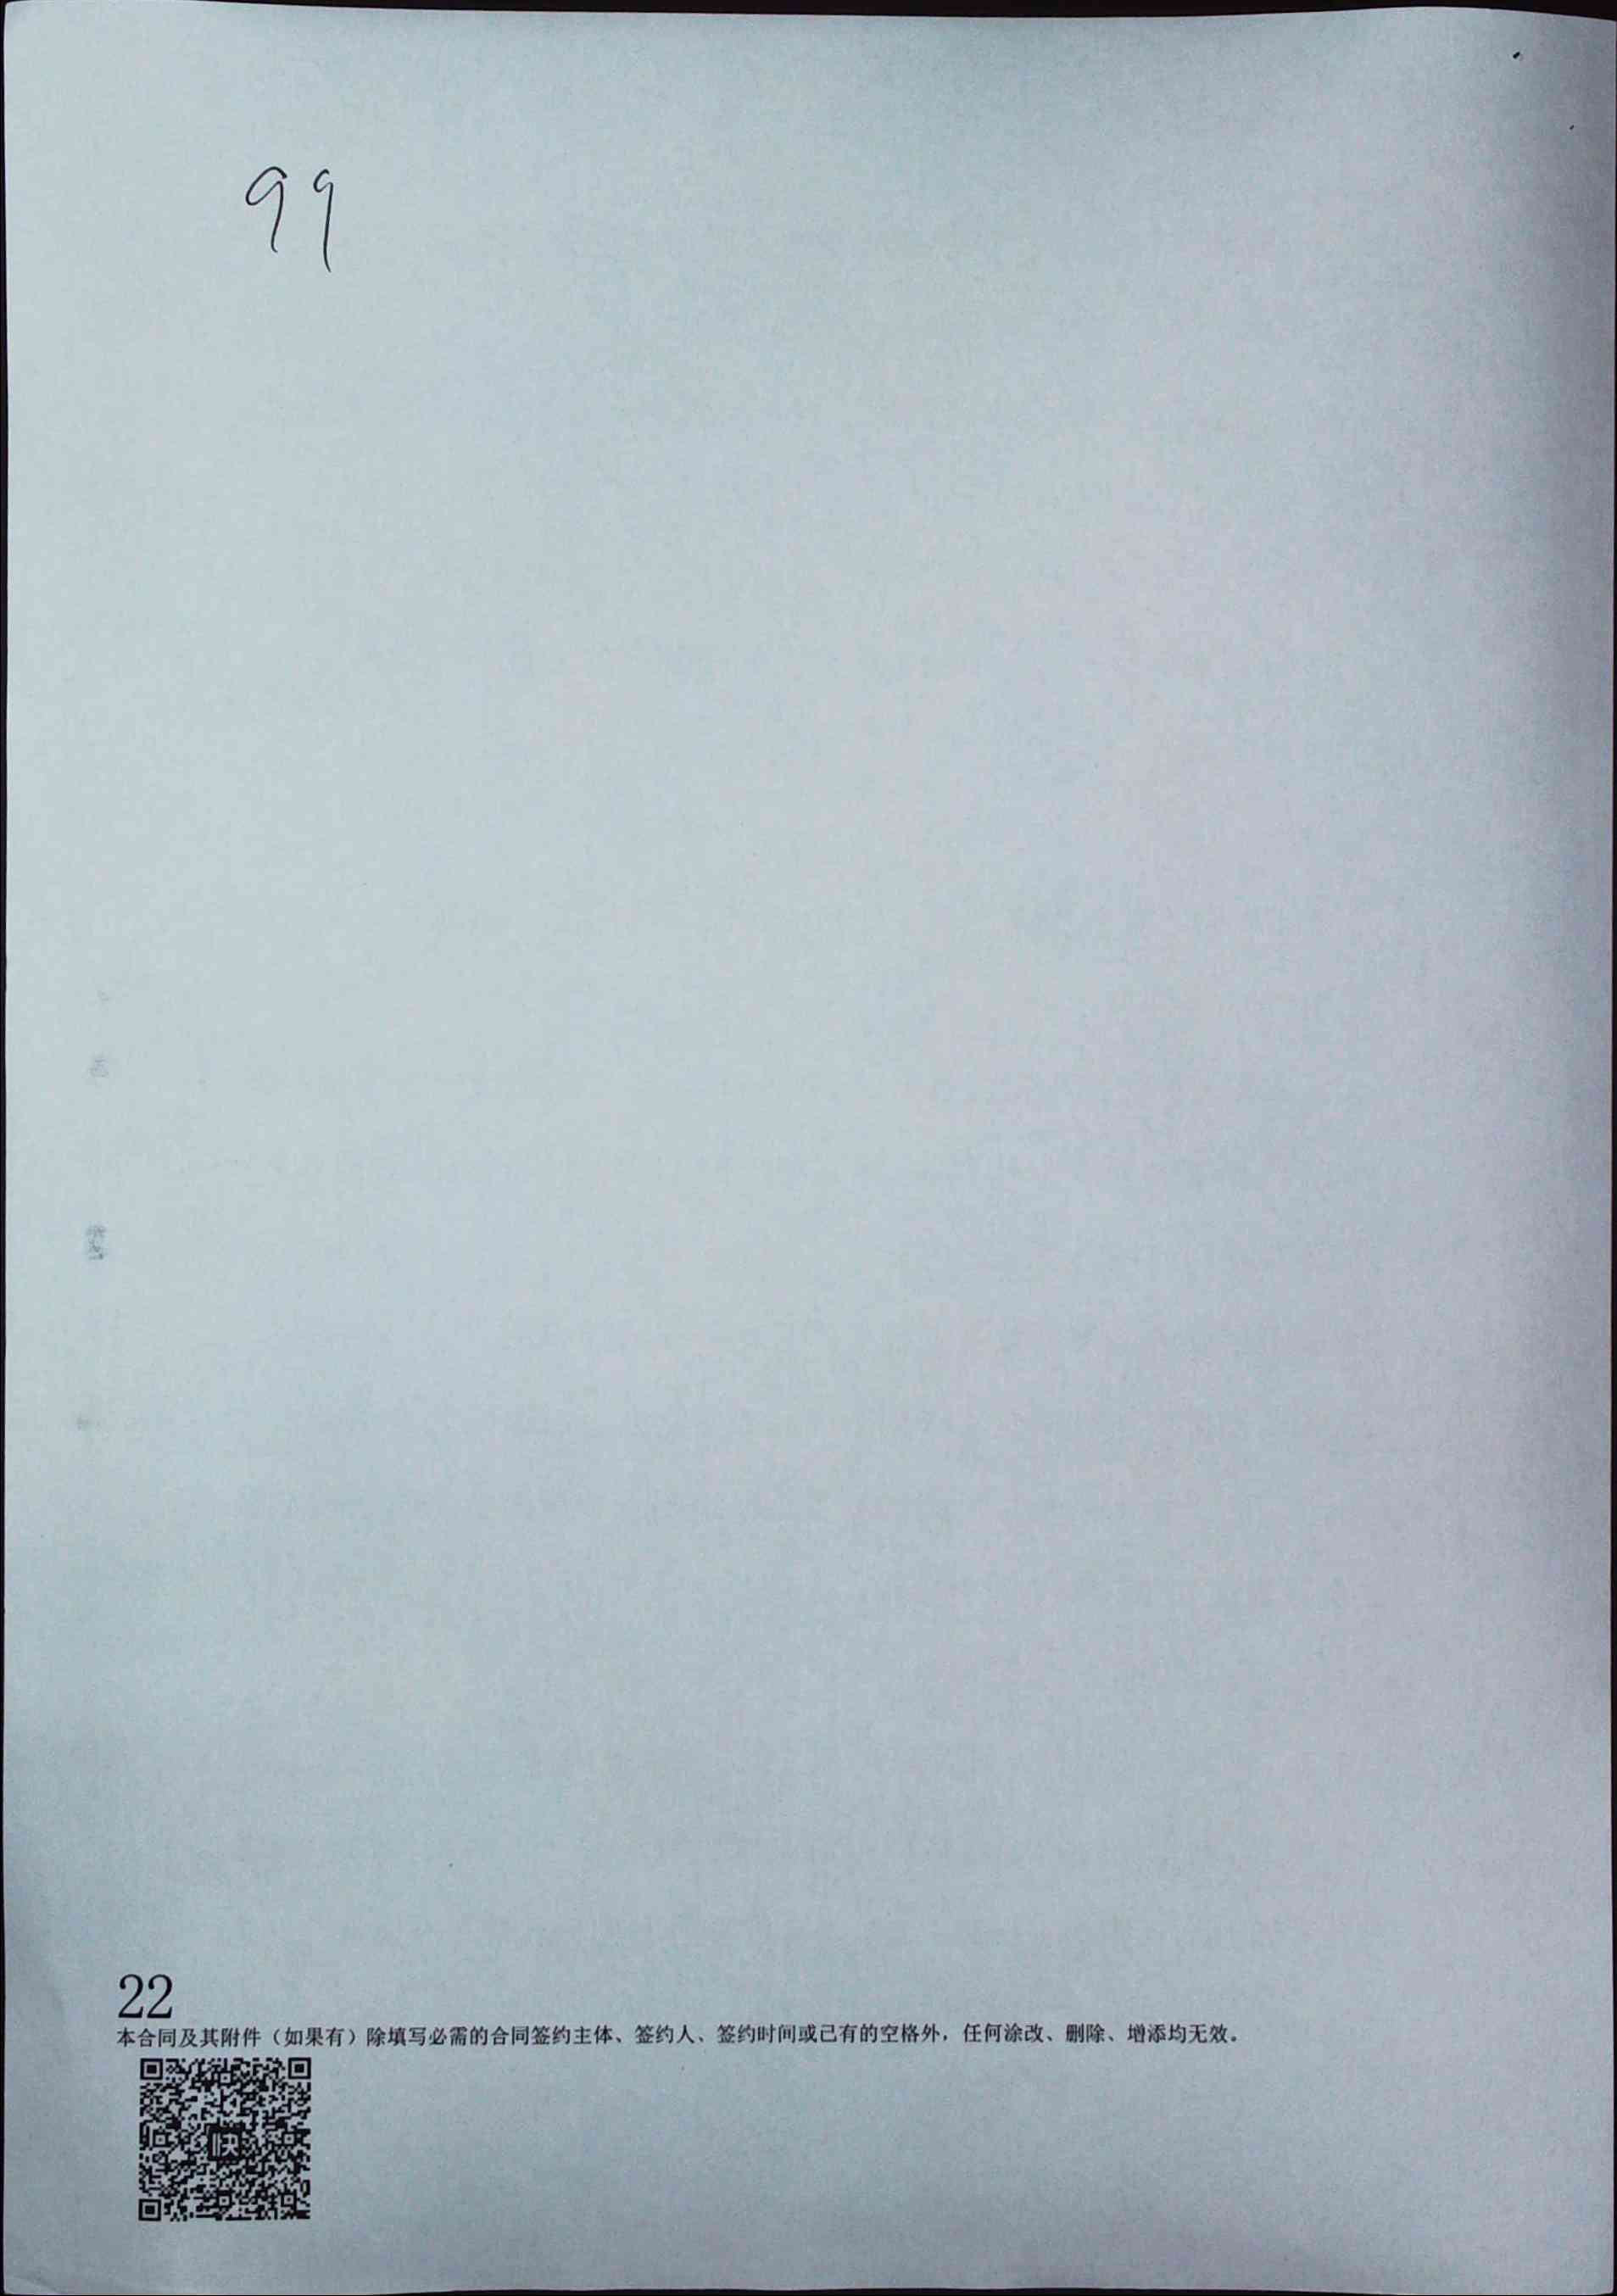 99
22
本合同及其附件（如果有）除填写必需的合同签约主体、签约人、签约时间或已有的空格外，任何涂改、删除、增添均无效。
快